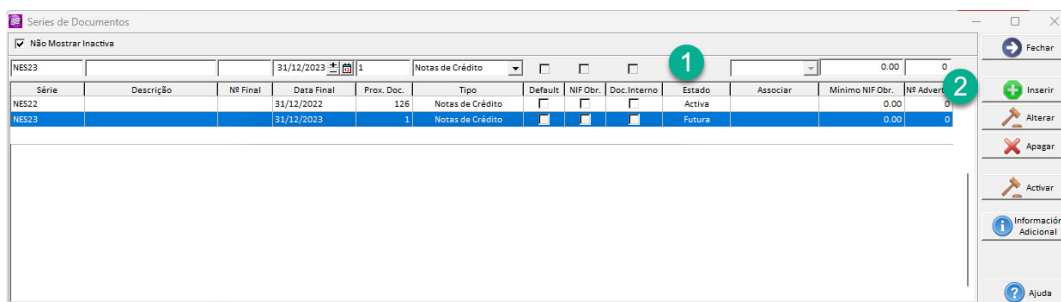 Series de Documentos
Não Mostrar Inactiva
Fechar
NES23 31/12/2023 1 Notas de Crédito 1 0.00 0
Série Descrição Nº Final Data Final Prox. Doc. Tipo Default NIF Obr. Doc.Interno Estado Associar Mínimo NIF Obr. Nº Advert 2 Inserir
NES22 31/12/2022 126 Notas de Crédito Activa 0.00 0
NES23 31/12/2023 1 Notas de Crédito Futura 0.00 0
Alterar
Apagar
Activar
Información
Adicional
Ajuda